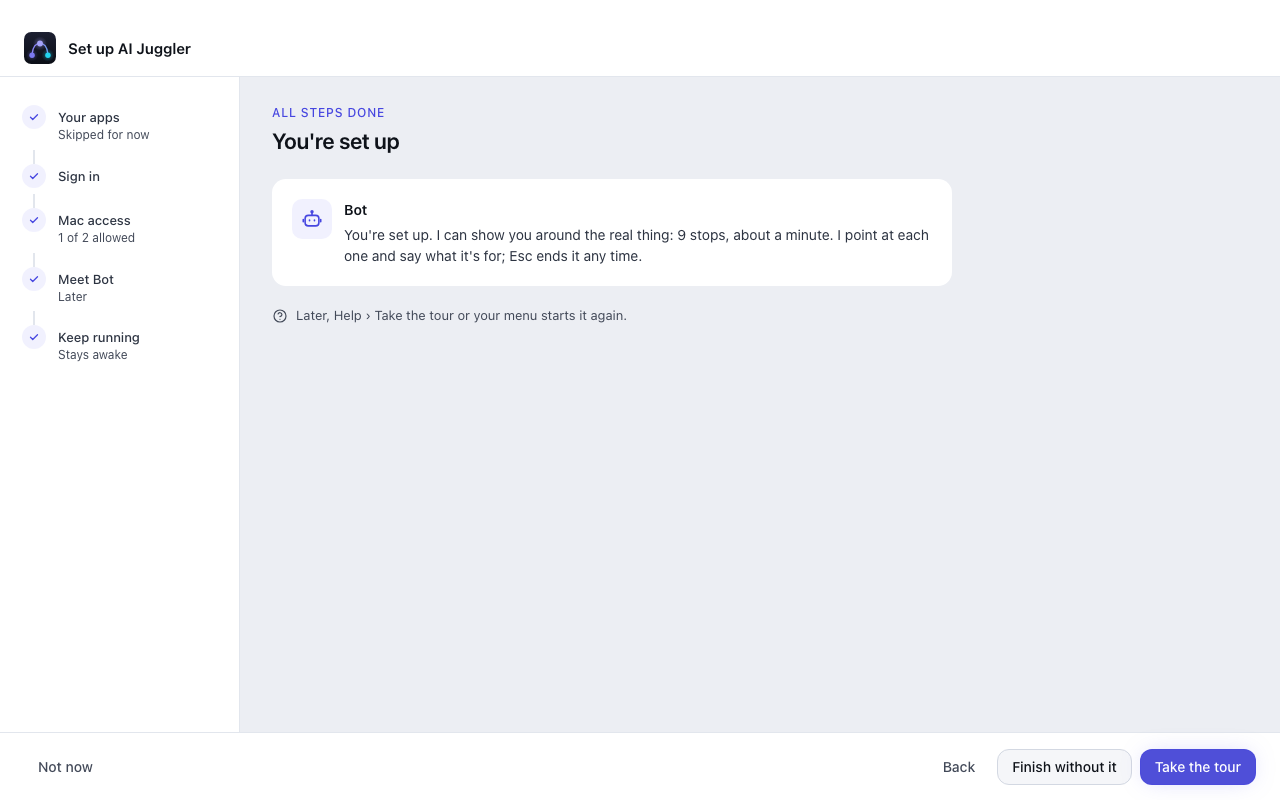 Set up AI Juggler
Your apps
Skipped for now
Sign in
Mac access
1 of 2 allowed
Meet Bot
Later
Keep running
Stays awake
ALL STEPS DONE
You're set up
Bot
You're set up. I can show you around the real thing: 9 stops, about a minute. I point at each
one and say what it's for; Esc ends it any time.
Later, Help › Take the tour or your menu starts it again.
Not now
Back
Finish without it
Take the tour